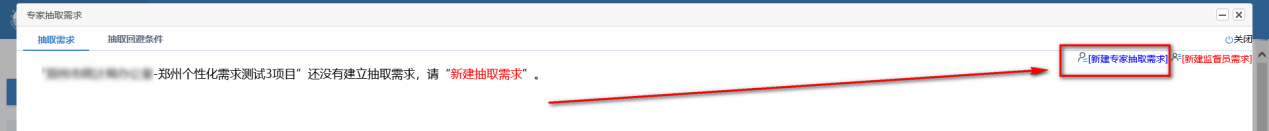 专家抽取需求
抽取需求 抽取回避条件
关闭
[新建专家抽取需求] [新建监督员需求]
-郑州个性化需求测试3项目”还没有建立抽取需求，请“新建抽取需求”。